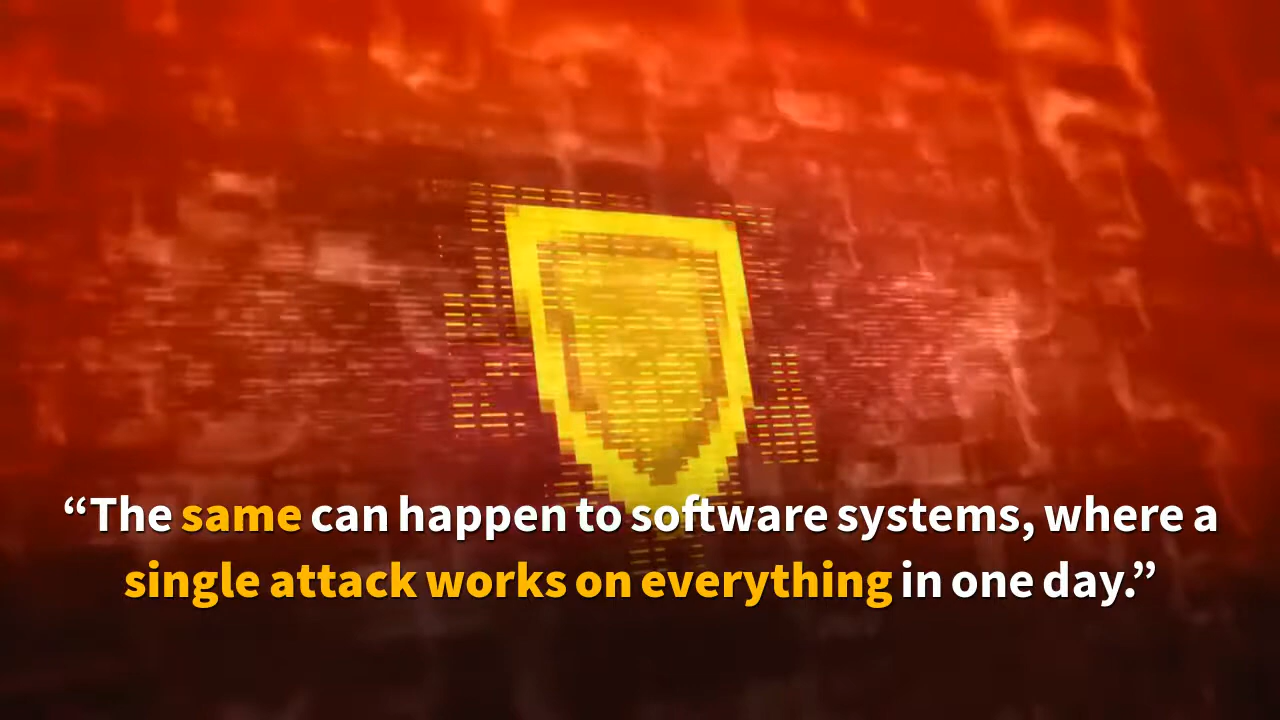 “The same can happen to software systems, where a
single attack works on everything in one day.”